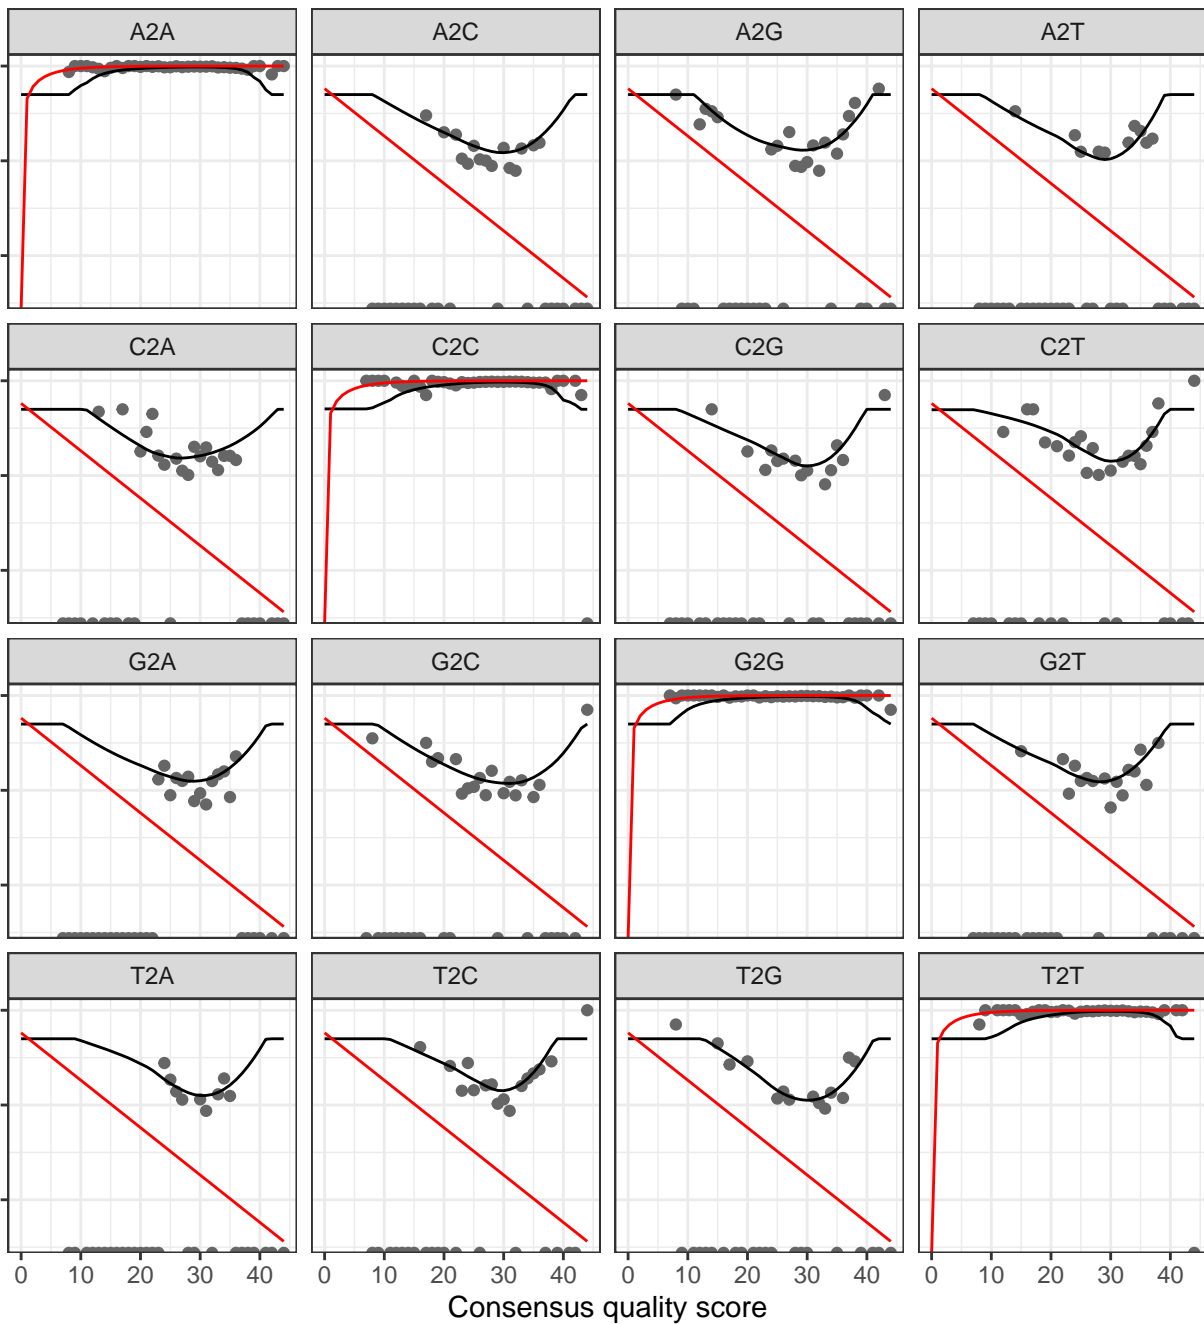 A2A A2C A2G A2T
C2A C2C C2G C2T
G2A G2C G2G G2T
T2A T2C T2G T2T
0 10 20 30 40 0 10 20 30 40 0 10 20 30 40 0 10 20 30 40
Consensus quality score